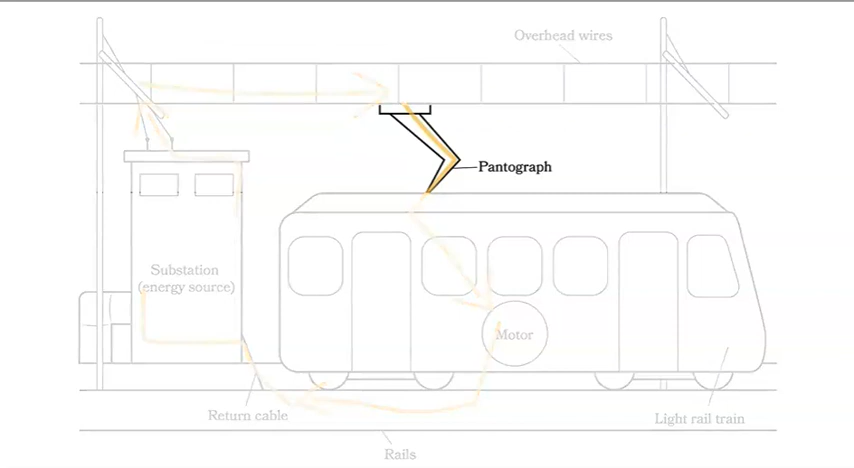 Overhead wires
Pantograph
Substation
(energy source)
Motor
Return cable
Light rail train
Rails